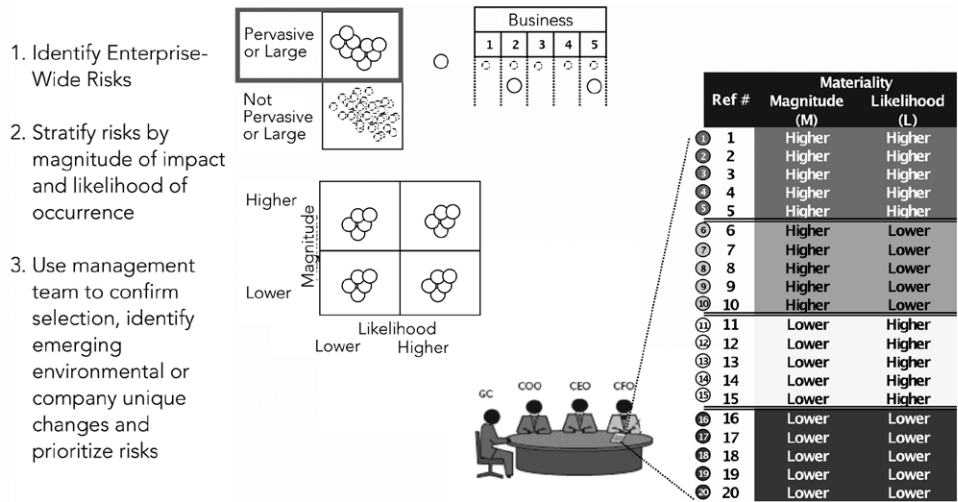 1. Identify Enterprise-
Wide Risks
2. Stratify risks by
magnitude of impact
and likelihood of
occurrence
3. Use management
team to confirm
selection, identify
emerging
environmental or
company unique
changes and
prioritize risks
Pervasive
or Large
Not
Pervasive
or Large
Business
1 2 3 4 5
Higher
Magnitude
Lower
Likelihood
Lower Higher
GC COO CEO CFO
Materiality
Ref # Magnitude Likelihood
(M) (L)
1 1 Higher Higher
2 2 Higher Higher
3 3 Higher Higher
4 4 Higher Higher
5 5 Higher Higher
6 6 Higher Lower
7 7 Higher Lower
8 8 Higher Lower
9 9 Higher Lower
10 10 Higher Lower
11 11 Lower Higher
12 12 Lower Higher
13 13 Lower Higher
14 14 Lower Higher
15 15 Lower Higher
16 16 Lower Lower
17 17 Lower Lower
18 18 Lower Lower
19 19 Lower Lower
20 20 Lower Lower